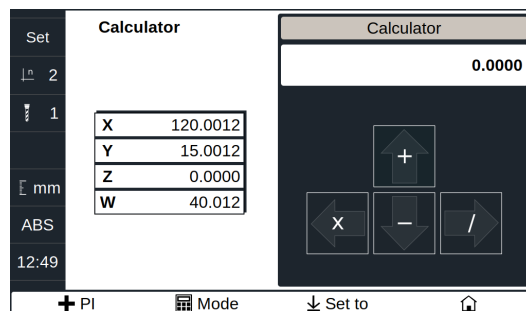 Set
n 2
1
mm
ABS
12:49
Calculator
X 120.0012
Y 15.0012
Z 0.0000
W 40.012
Calculator
0.0000
+
x − /
PI Mode Set to